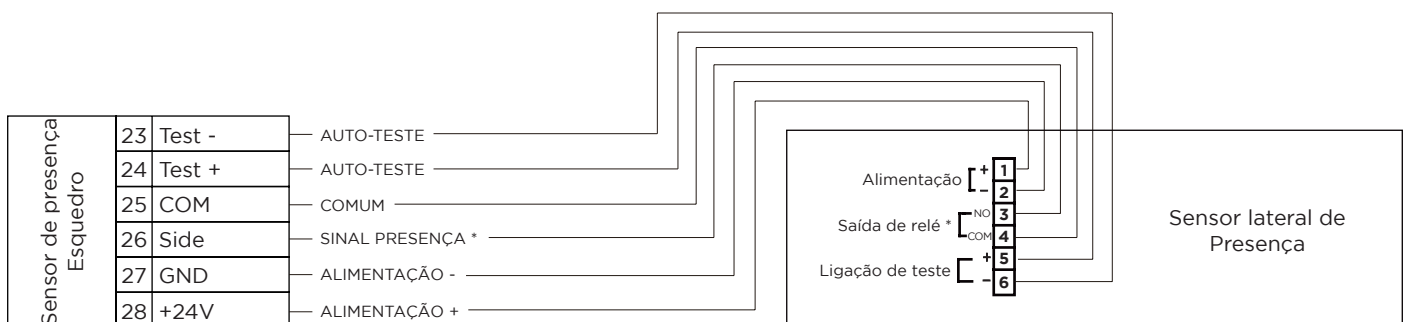 Sensor de presença
Esquedro
23 Test - AUTO-TESTE
24 Test + AUTO-TESTE
25 COM COMUM
26 Side SINAL PRESENÇA *
27 GND ALIMENTAÇÃO -
28 +24V ALIMENTAÇÃO +
Alimentação + 1
- 2
Saída de relé * NO 3
COM 4
Ligação de teste + 5
- 6
Sensor lateral de
Presença